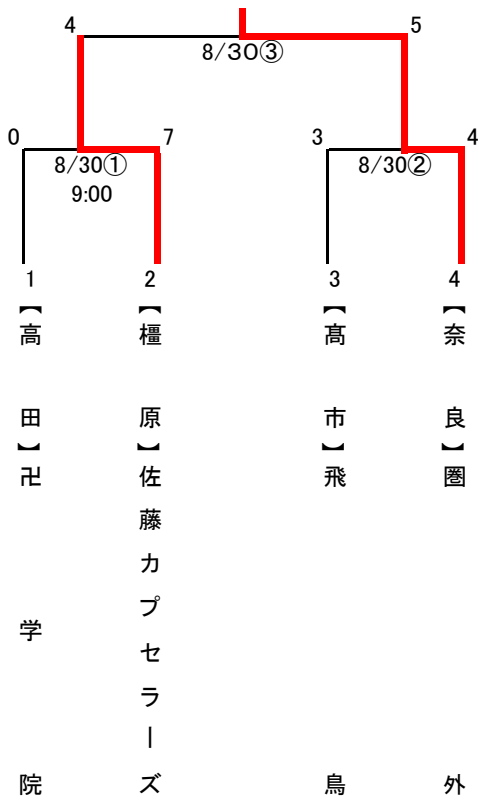 4 5
8/30③
0 7 3 4
8/30① 8/30②
9:00
1 2 3 4
【高田】卍学院
【橿原】佐藤カプセラーズ
【髙市】飛鳥
【奈良】圏外